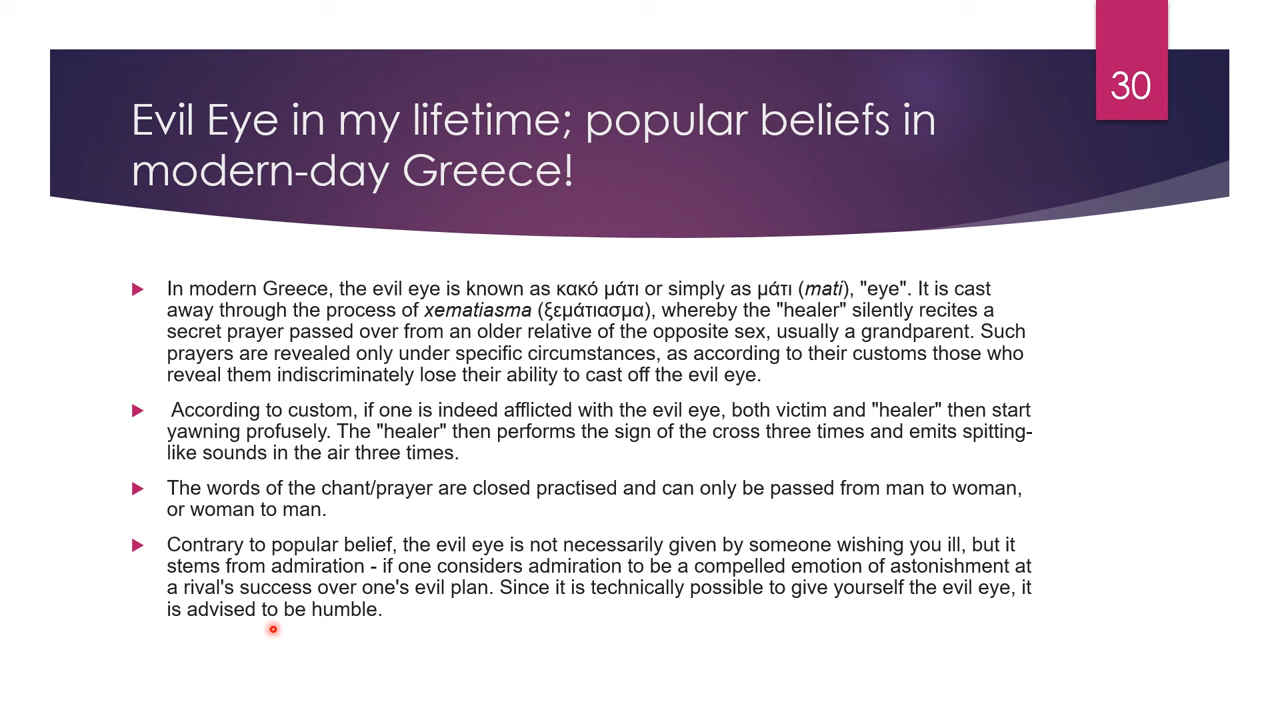 30
Evil Eye in my lifetime; popular beliefs in
modern-day Greece!
In modern Greece, the evil eye is known as κακό μάτι or simply as μάτι (mati), "eye". It is cast
away through the process of xematiasma (ξεμάτιασμα), whereby the "healer" silently recites a
secret prayer passed over from an older relative of the opposite sex, usually a grandparent. Such
prayers are revealed only under specific circumstances, as according to their customs those who
reveal them indiscriminately lose their ability to cast off the evil eye.
According to custom, if one is indeed afflicted with the evil eye, both victim and "healer" then start
yawning profusely. The "healer" then performs the sign of the cross three times and emits spitting-
like sounds in the air three times.
The words of the chant/prayer are closed practised and can only be passed from man to woman,
or woman to man.
Contrary to popular belief, the evil eye is not necessarily given by someone wishing you ill, but it
stems from admiration - if one considers admiration to be a compelled emotion of astonishment at
a rival's success over one's evil plan. Since it is technically possible to give yourself the evil eye, it
is advised to be humble.